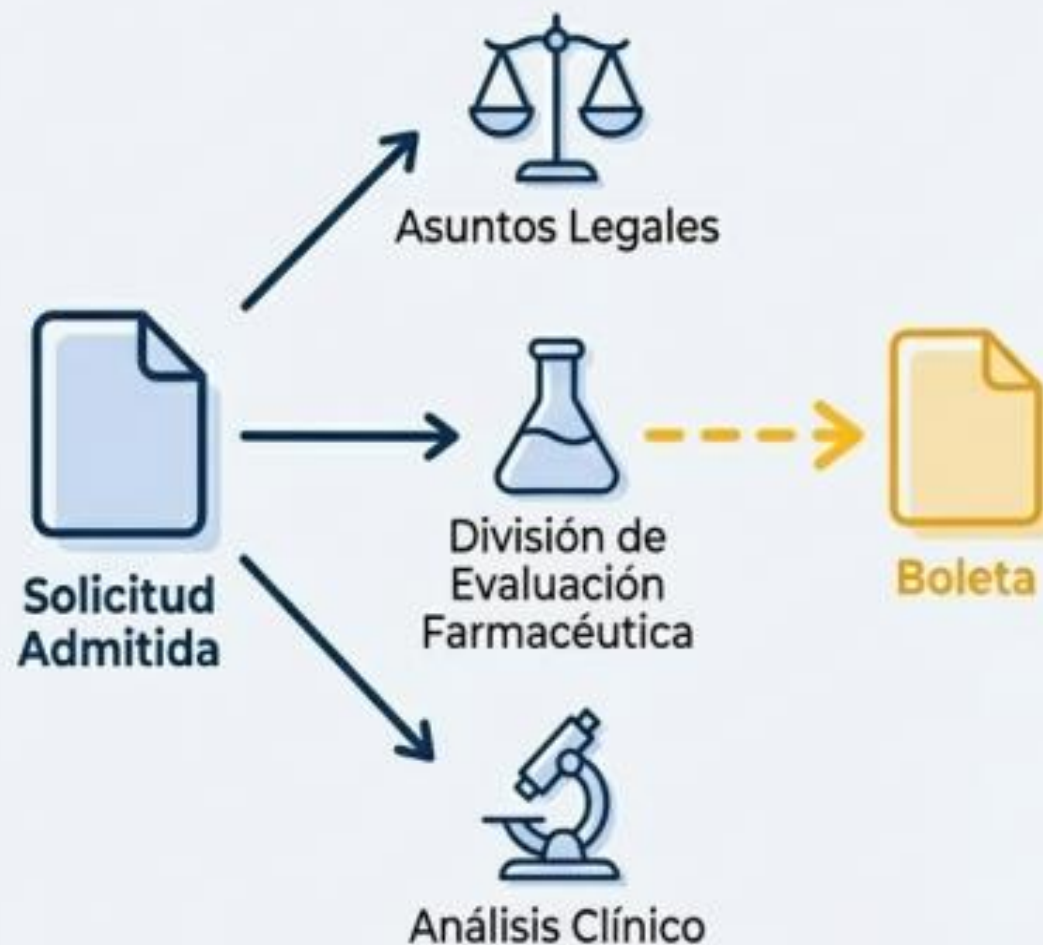 Asuntos Legales
Solicitud
Admitida
División de
Evaluación
Farmacéutica
Boleta
Análisis Clínico